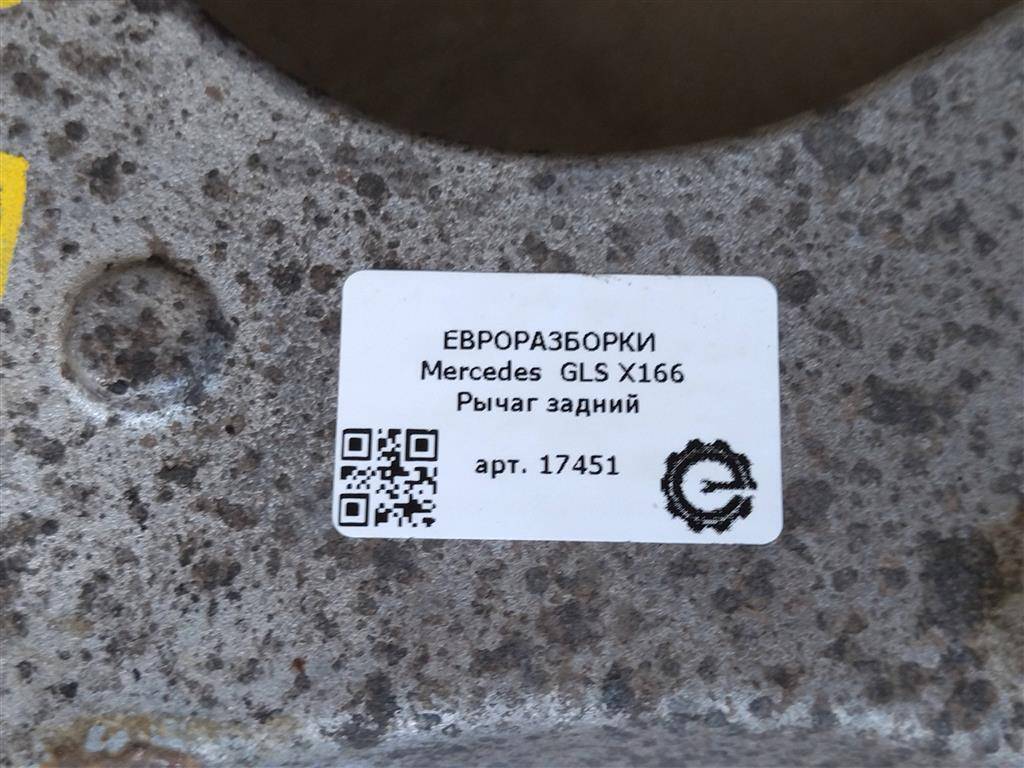 ЕВРОРАЗБОРКИ
Mercedes GLS X166
Рычаг задний
арт. 17451